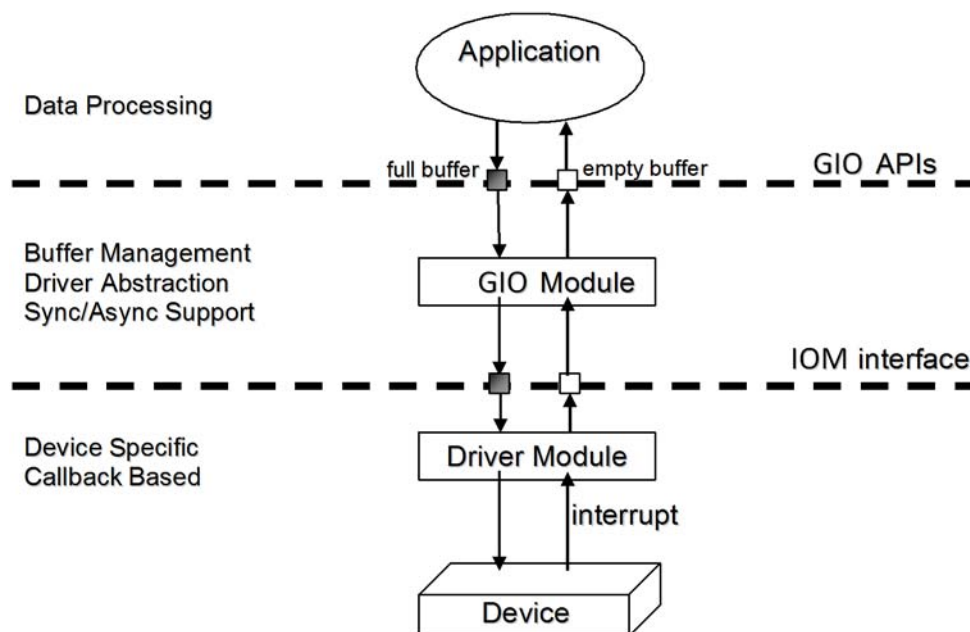 Application
Data Processing
full buffer
empty buffer
GIO APIs
Buffer Management
Driver Abstraction
Sync/Async Support
GIO Module
IOM interface
Device Specific
Callback Based
Driver Module
interrupt
Device